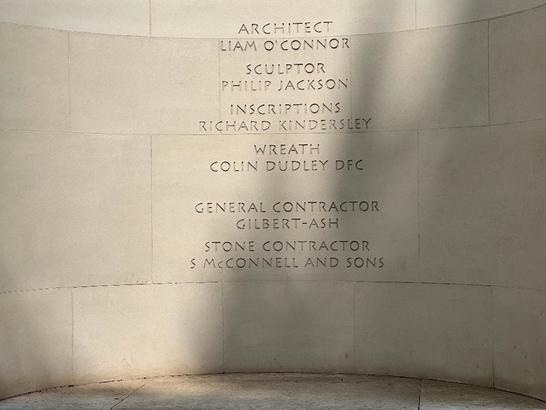 ARCHITECT
LIAM O'CONNOR
SCULPTOR
PHILIP JACKSON
INSCRIPTIONS
RICHARD KINDERSLEY
WREATH
COLIN DUDLEY DFC
GENERAL CONTRACTOR
GILBERT-ASH
STONE CONTRACTOR
S McCONNELL AND SONS